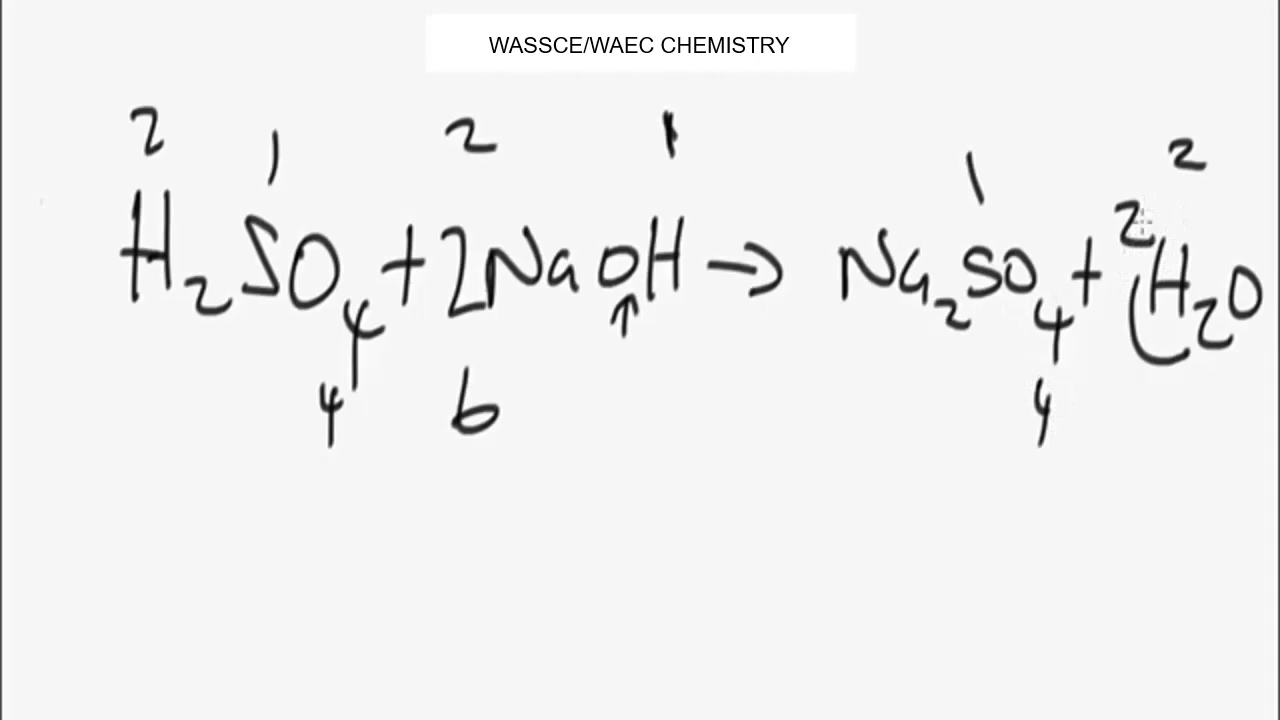 WASSCE/WAEC CHEMISTRY
2 1 2 1 1 2
H₂SO₄ + 2NaOH → Na₂SO₄ + 2H₂O
4 6 4